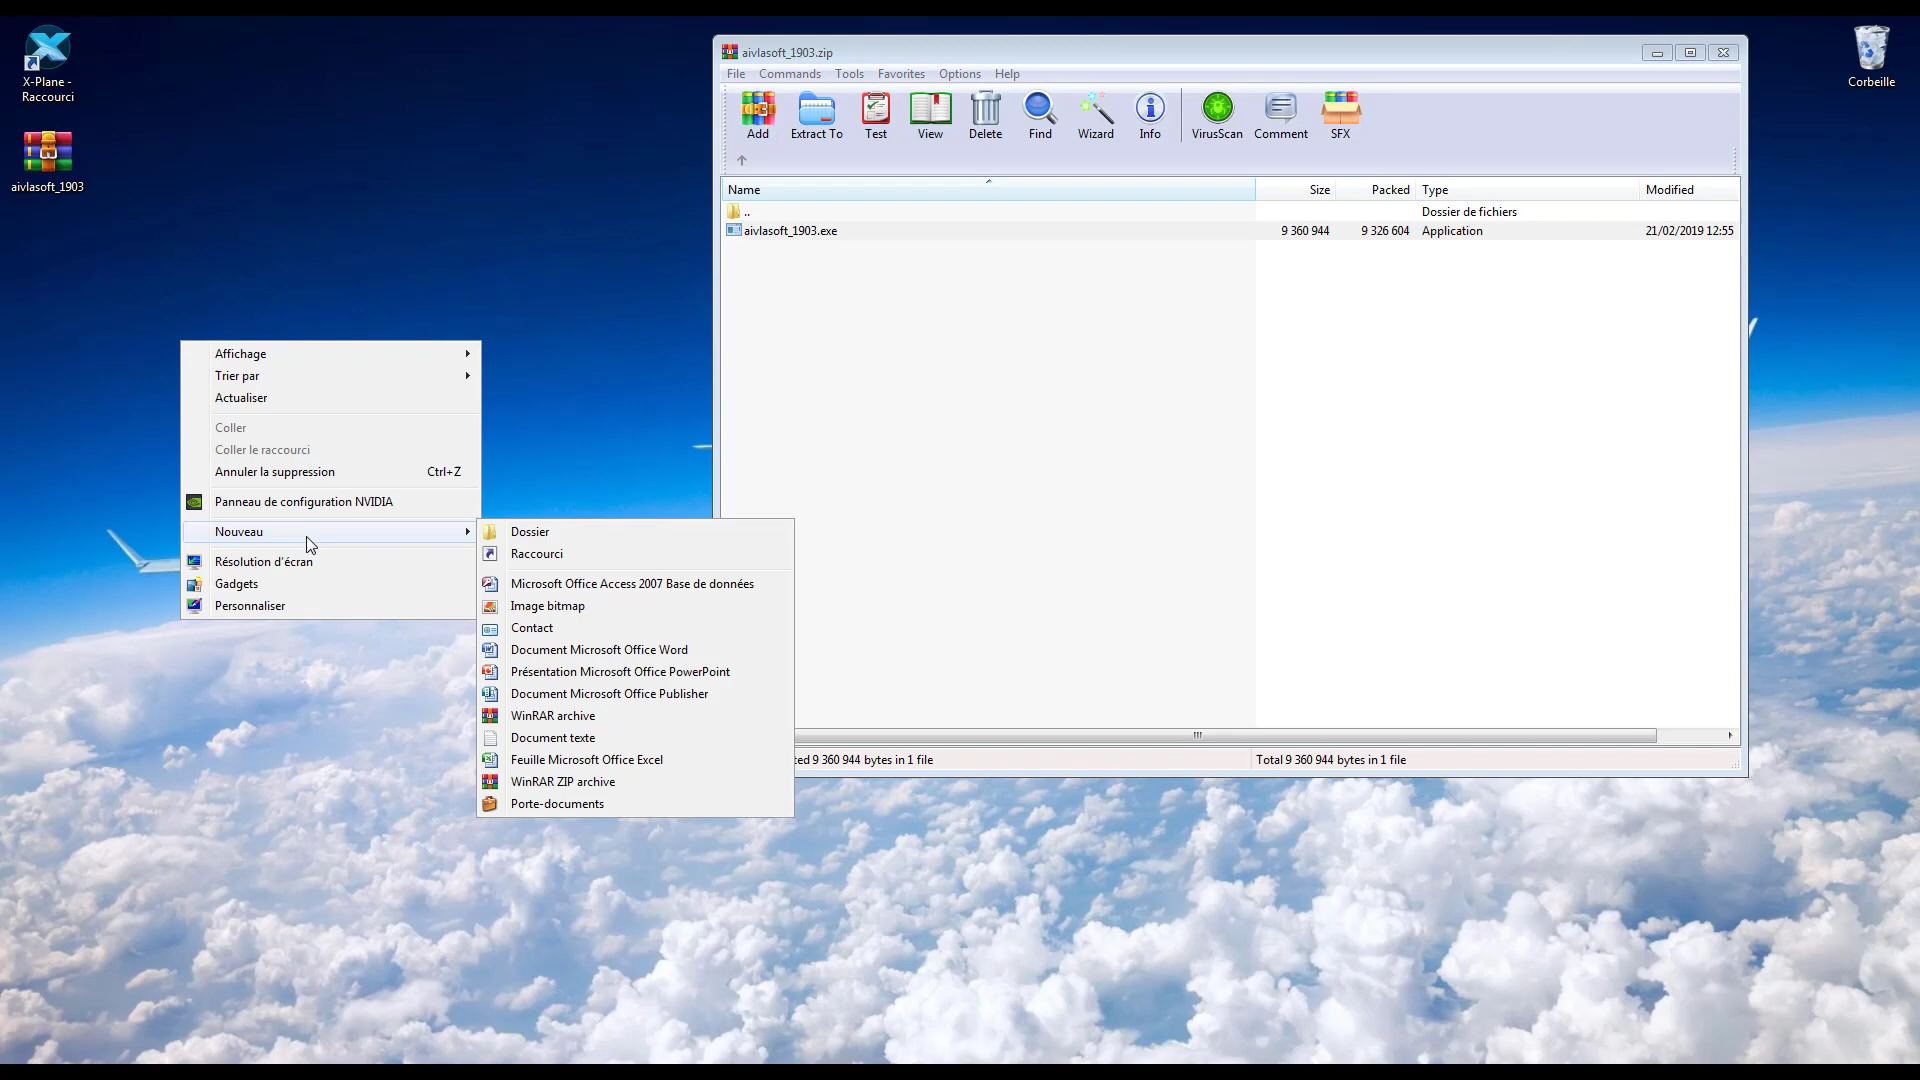 X-Plane -
Raccourci
aivlasoft_1903
Corbeille
aivlasoft_1903.zip
File Commands Tools Favorites Options Help
Add Extract To Test View Delete Find Wizard Info VirusScan Comment SFX
Name Size Packed Type Modified
.. Dossier de fichiers
aivlasoft_1903.exe 9 360 944 9 326 604 Application 21/02/2019 12:55
Affichage
Trier par
Actualiser
Coller
Coller le raccourci
Annuler la suppression Ctrl+Z
Panneau de configuration NVIDIA
Nouveau
Résolution d'écran
Gadgets
Personnaliser
Dossier
Raccourci
Microsoft Office Access 2007 Base de données
Image bitmap
Contact
Document Microsoft Office Word
Présentation Microsoft Office PowerPoint
Document Microsoft Office Publisher
WinRAR archive
Document texte
Feuille Microsoft Office Excel
WinRAR ZIP archive
Porte-documents
9 360 944 bytes in 1 file
Total 9 360 944 bytes in 1 file